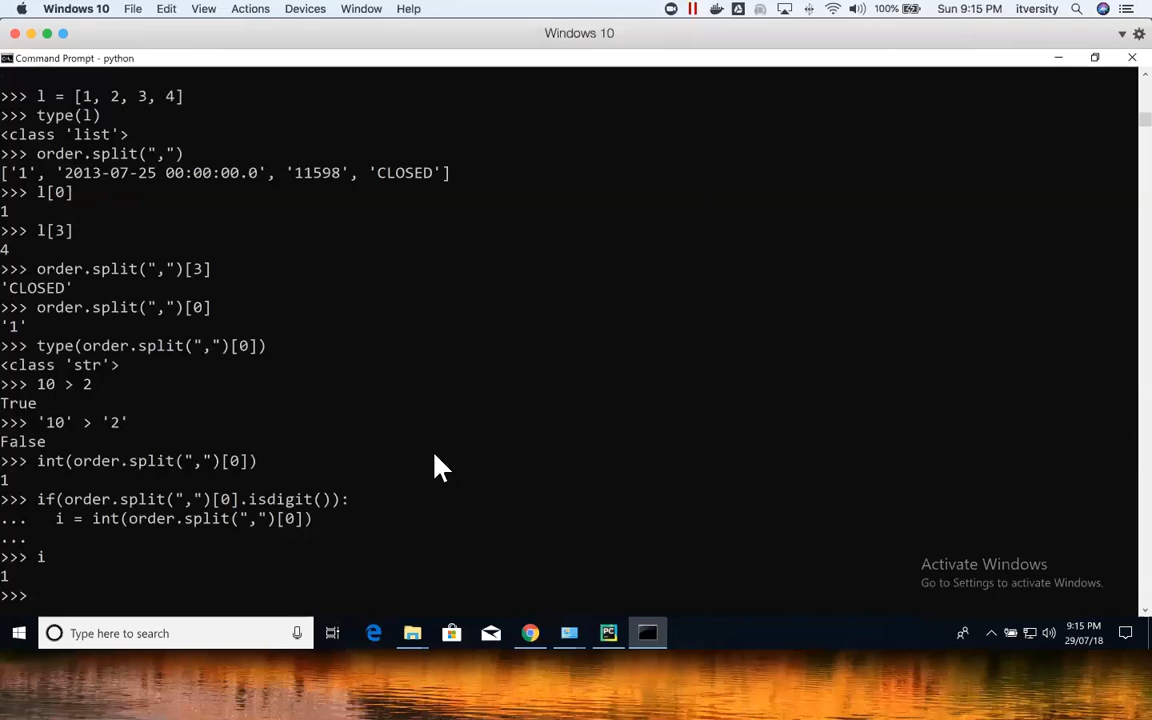 Windows 10 File Edit View Actions Devices Window Help 100% Sun 9:15 PM itversity
Windows 10
Command Prompt - python
>>> l = [1, 2, 3, 4]
>>> type(l)
<class 'list'>
>>> order.split(",")
['1', '2013-07-25 00:00:00.0', '11598', 'CLOSED']
>>> l[0]
1
>>> l[3]
4
>>> order.split(",")[3]
'CLOSED'
>>> order.split(",")[0]
'1'
>>> type(order.split(",")[0])
<class 'str'>
>>> 10 > 2
True
>>> '10' > '2'
False
>>> int(order.split(",")[0])
1
>>> if(order.split(",")[0].isdigit()):
...   i = int(order.split(",")[0])
...
>>> i
1
>>>
Activate Windows
Go to Settings to activate Windows.
Type here to search
PC
9:15 PM
29/07/18